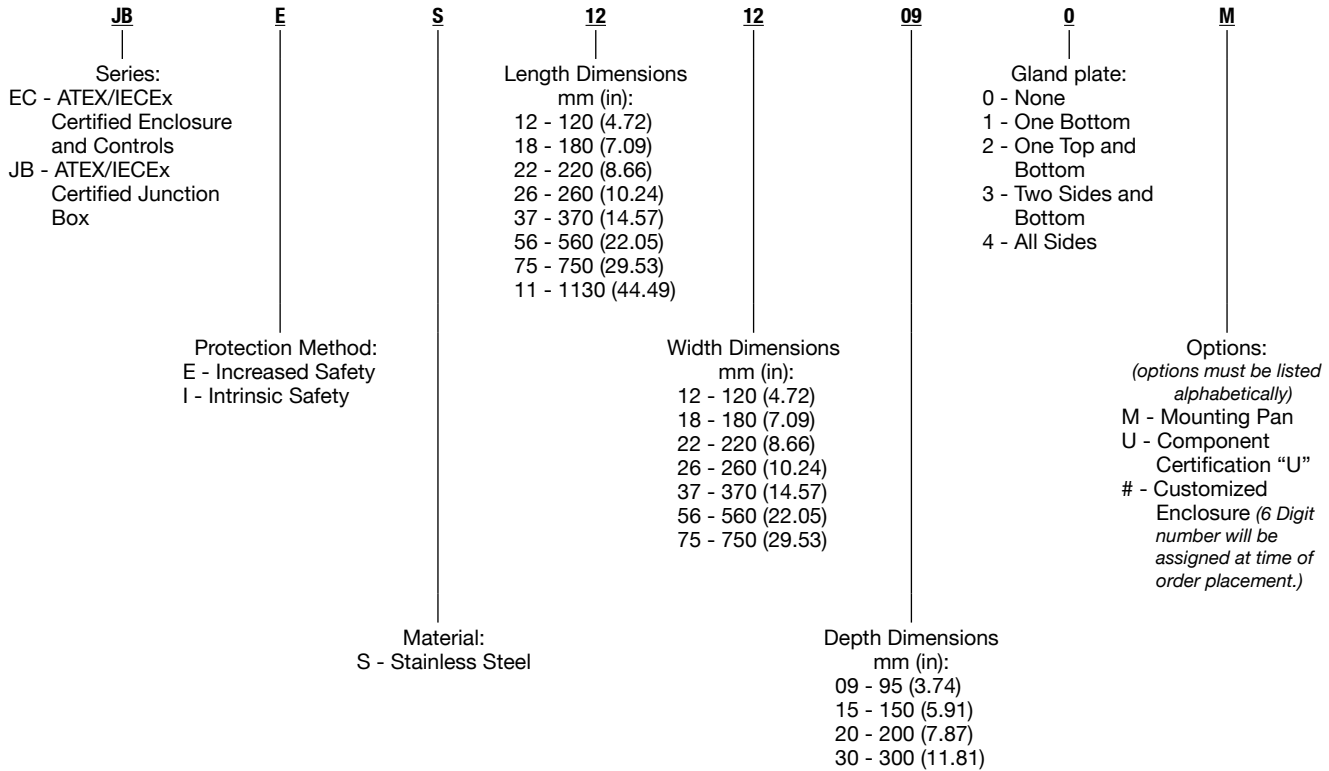 JB E S 12 12 09 0 M
Series:
EC - ATEX/IECEx
Certified Enclosure
and Controls
JB - ATEX/IECEx
Certified Junction
Box
Length Dimensions
mm (in):
12 - 120 (4.72)
18 - 180 (7.09)
22 - 220 (8.66)
26 - 260 (10.24)
37 - 370 (14.57)
56 - 560 (22.05)
75 - 750 (29.53)
11 - 1130 (44.49)
Gland plate:
0 - None
1 - One Bottom
2 - One Top and
Bottom
3 - Two Sides and
Bottom
4 - All Sides
Protection Method:
E - Increased Safety
I - Intrinsic Safety
Width Dimensions
mm (in):
12 - 120 (4.72)
18 - 180 (7.09)
22 - 220 (8.66)
26 - 260 (10.24)
37 - 370 (14.57)
56 - 560 (22.05)
75 - 750 (29.53)
Options:
(options must be listed
alphabetically)
M - Mounting Pan
U - Component
Certification “U”
# - Customized
Enclosure (6 Digit
number will be
assigned at time of
order placement.)
Material:
S - Stainless Steel
Depth Dimensions
mm (in):
09 - 95 (3.74)
15 - 150 (5.91)
20 - 200 (7.87)
30 - 300 (11.81)